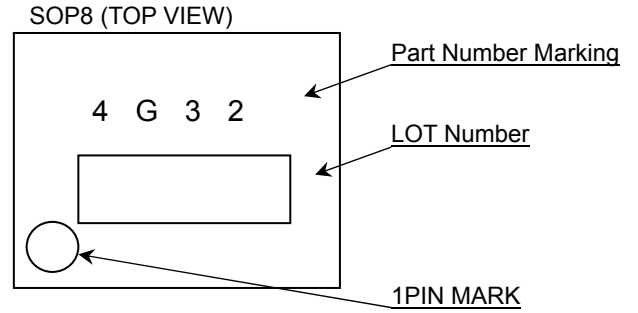 SOP8 (TOP VIEW)
Part Number Marking
4 G 3 2
LOT Number
1PIN MARK